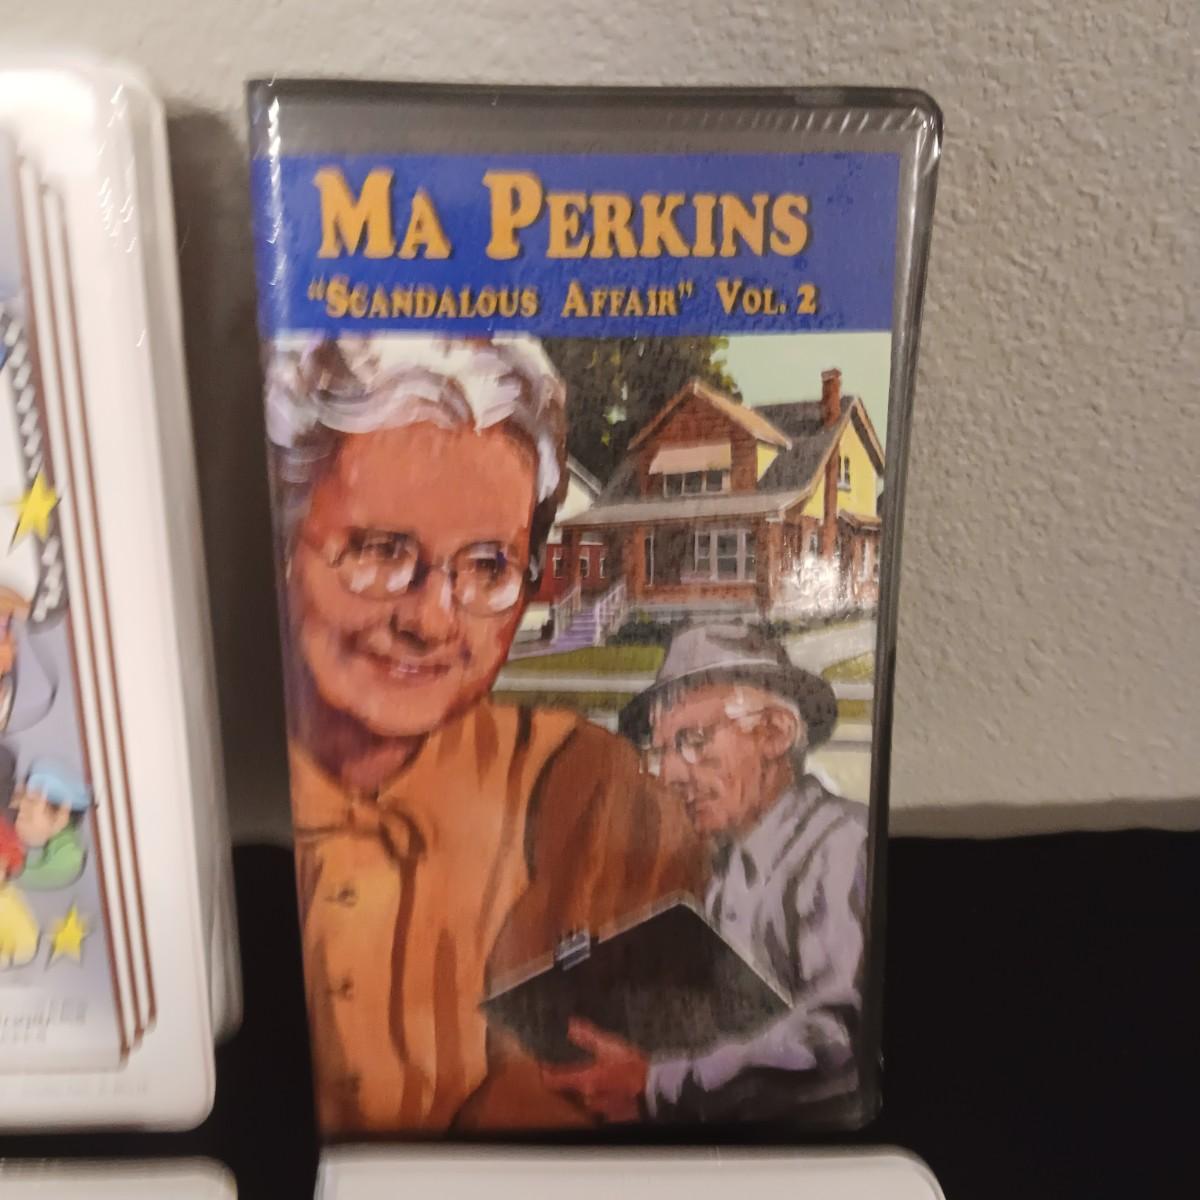 MA PERKINS
"SCANDALOUS AFFAIR" VOL. 2